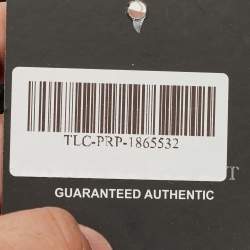 TLC-PRP-1865532
T
GUARANTEED AUTHENTIC